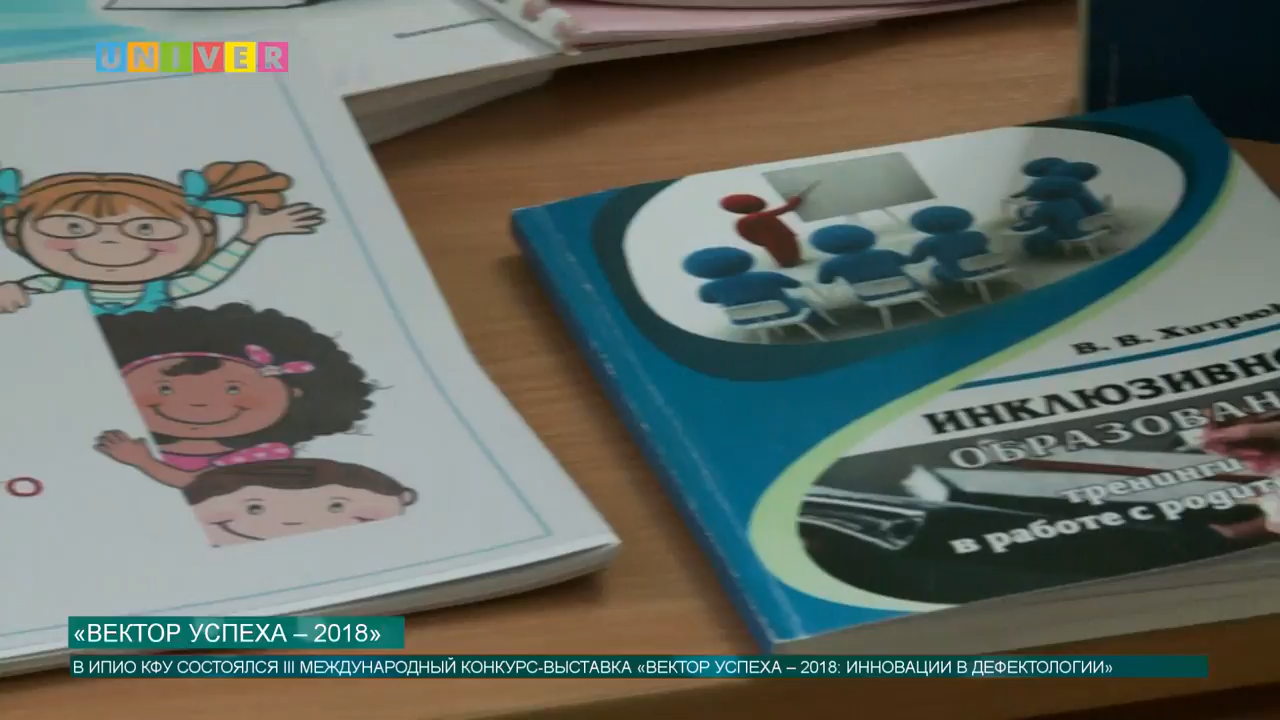 UNIVER
В. В. Хитрю
ИНКЛЮЗИВНО
ОБРАЗОВАН
тренинги
в работе с родит
О
«ВЕКТОР УСПЕХА – 2018»
В ИПИО КФУ СОСТОЯЛСЯ III МЕЖДУНАРОДНЫЙ КОНКУРС-ВЫСТАВКА «ВЕКТОР УСПЕХА – 2018: ИННОВАЦИИ В ДЕФЕКТОЛОГИИ»